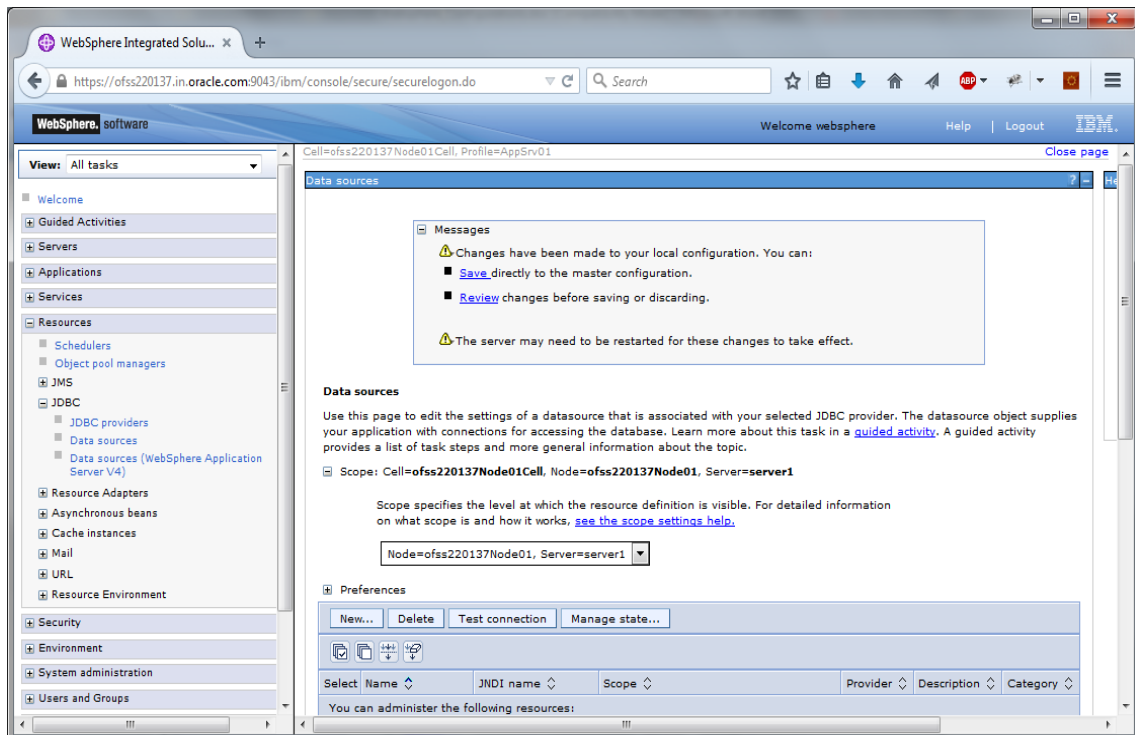 WebSphere Integrated Solu... × +
https://ofss220137.in.oracle.com:9043/ibm/console/secure/securelogon.do
Search
ABP
WebSphere. software
Welcome websphere
Help | Logout
IBM.
View: All tasks
Welcome
Guided Activities
Servers
Applications
Services
Resources
Schedulers
Object pool managers
JMS
JDBC
JDBC providers
Data sources
Data sources (WebSphere Application
Server V4)
Resource Adapters
Asynchronous beans
Cache instances
Mail
URL
Resource Environment
Security
Environment
System administration
Users and Groups
Cell=ofss220137Node01Cell, Profile=AppSrv01
Close page
Data sources
? –
He
Messages
Changes have been made to your local configuration. You can:
Save directly to the master configuration.
Review changes before saving or discarding.
The server may need to be restarted for these changes to take effect.
Data sources
Use this page to edit the settings of a datasource that is associated with your selected JDBC provider. The datasource object supplies
your application with connections for accessing the database. Learn more about this task in a guided activity. A guided activity
provides a list of task steps and more general information about the topic.
Scope: Cell=ofss220137Node01Cell, Node=ofss220137Node01, Server=server1
Scope specifies the level at which the resource definition is visible. For detailed information
on what scope is and how it works, see the scope settings help.
Node=ofss220137Node01, Server=server1
Preferences
New... Delete Test connection Manage state...
Select Name JNDI name Scope Provider Description Category
You can administer the following resources: